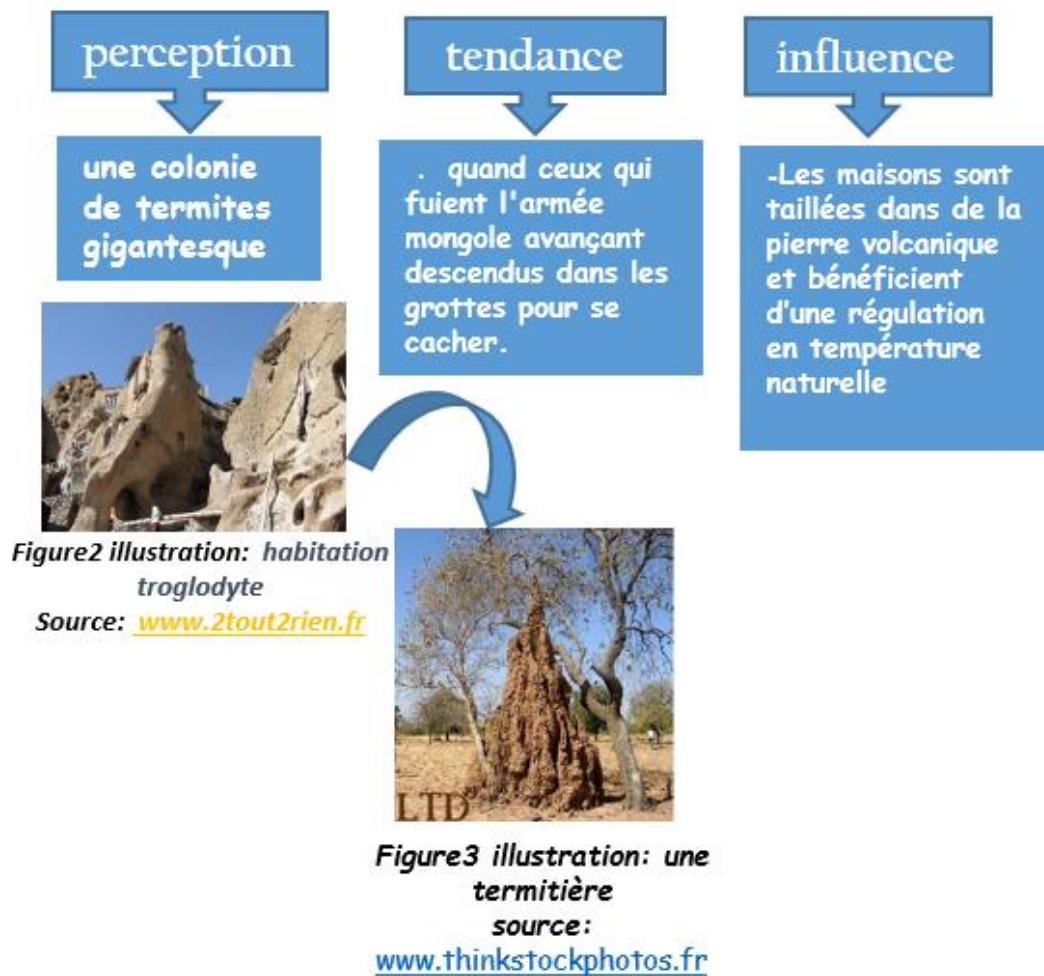 perception
une colonie
de termites
gigantesque
tendance
. quand ceux qui
fuient l'armée
mongole avançant
descendus dans les
grottes pour se
cacher.
influence
-Les maisons sont
taillées dans de la
pierre volcanique
et bénéficient
d'une régulation
en température
naturelle
Figure2 illustration: habitation
troglodyte
Source: www.2tout2rien.fr
LTD
Figure3 illustration: une
termitière
source:
www.thinkstockphotos.fr